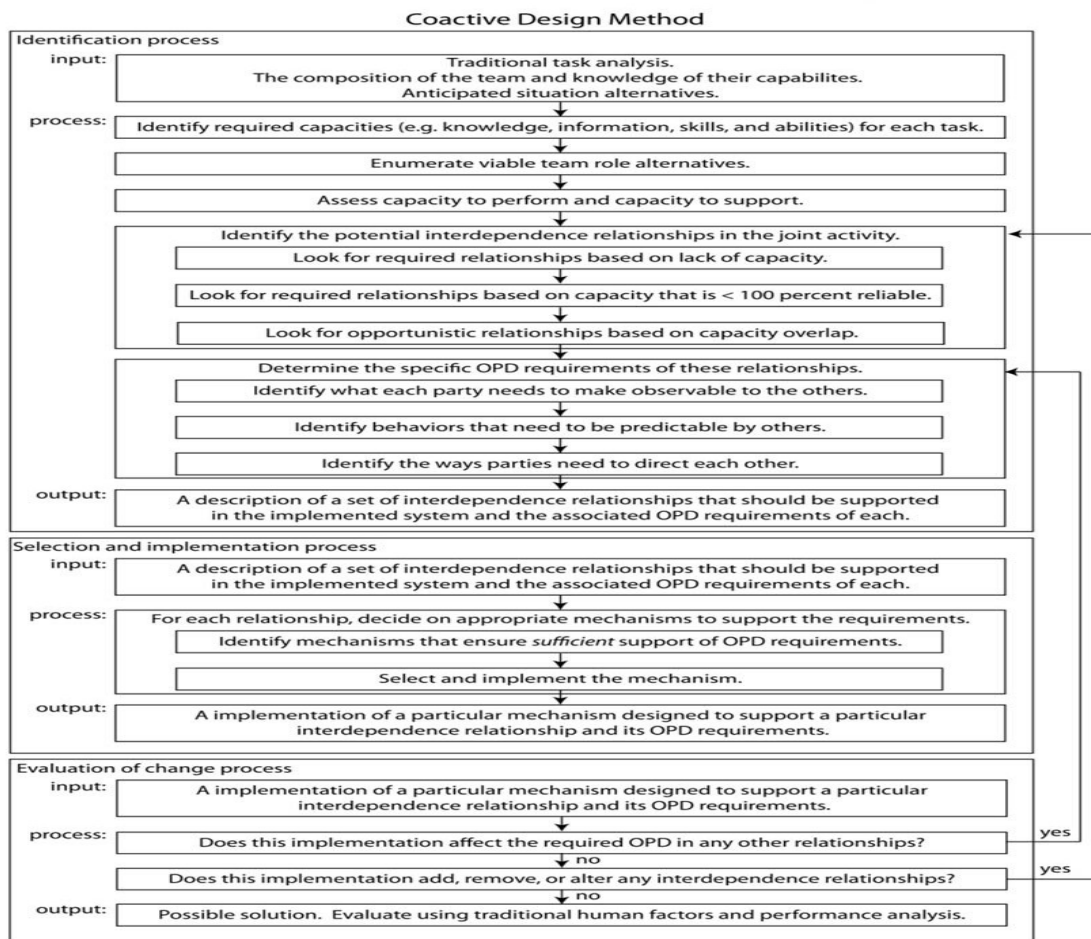 Coactive Design Method
Identification process
input:
Traditional task analysis.
The composition of the team and knowledge of their capabilites.
Anticipated situation alternatives.
process:
Identify required capacities (e.g. knowledge, information, skills, and abilities) for each task.
Enumerate viable team role alternatives.
Assess capacity to perform and capacity to support.
Identify the potential interdependence relationships in the joint activity.
Look for required relationships based on lack of capacity.
Look for required relationships based on capacity that is < 100 percent reliable.
Look for opportunistic relationships based on capacity overlap.
Determine the specific OPD requirements of these relationships.
Identify what each party needs to make observable to the others.
Identify behaviors that need to be predictable by others.
Identify the ways parties need to direct each other.
output:
A description of a set of interdependence relationships that should be supported
in the implemented system and the associated OPD requirements of each.
Selection and implementation process
input:
A description of a set of interdependence relationships that should be supported
in the implemented system and the associated OPD requirements of each.
process:
For each relationship, decide on appropriate mechanisms to support the requirements.
Identify mechanisms that ensure sufficient support of OPD requirements.
Select and implement the mechanism.
output:
A implementation of a particular mechanism designed to support a particular
interdependence relationship and its OPD requirements.
Evaluation of change process
input:
A implementation of a particular mechanism designed to support a particular
interdependence relationship and its OPD requirements.
process:
Does this implementation affect the required OPD in any other relationships?
yes
no
Does this implementation add, remove, or alter any interdependence relationships?
yes
no
output:
Possible solution. Evaluate using traditional human factors and performance analysis.